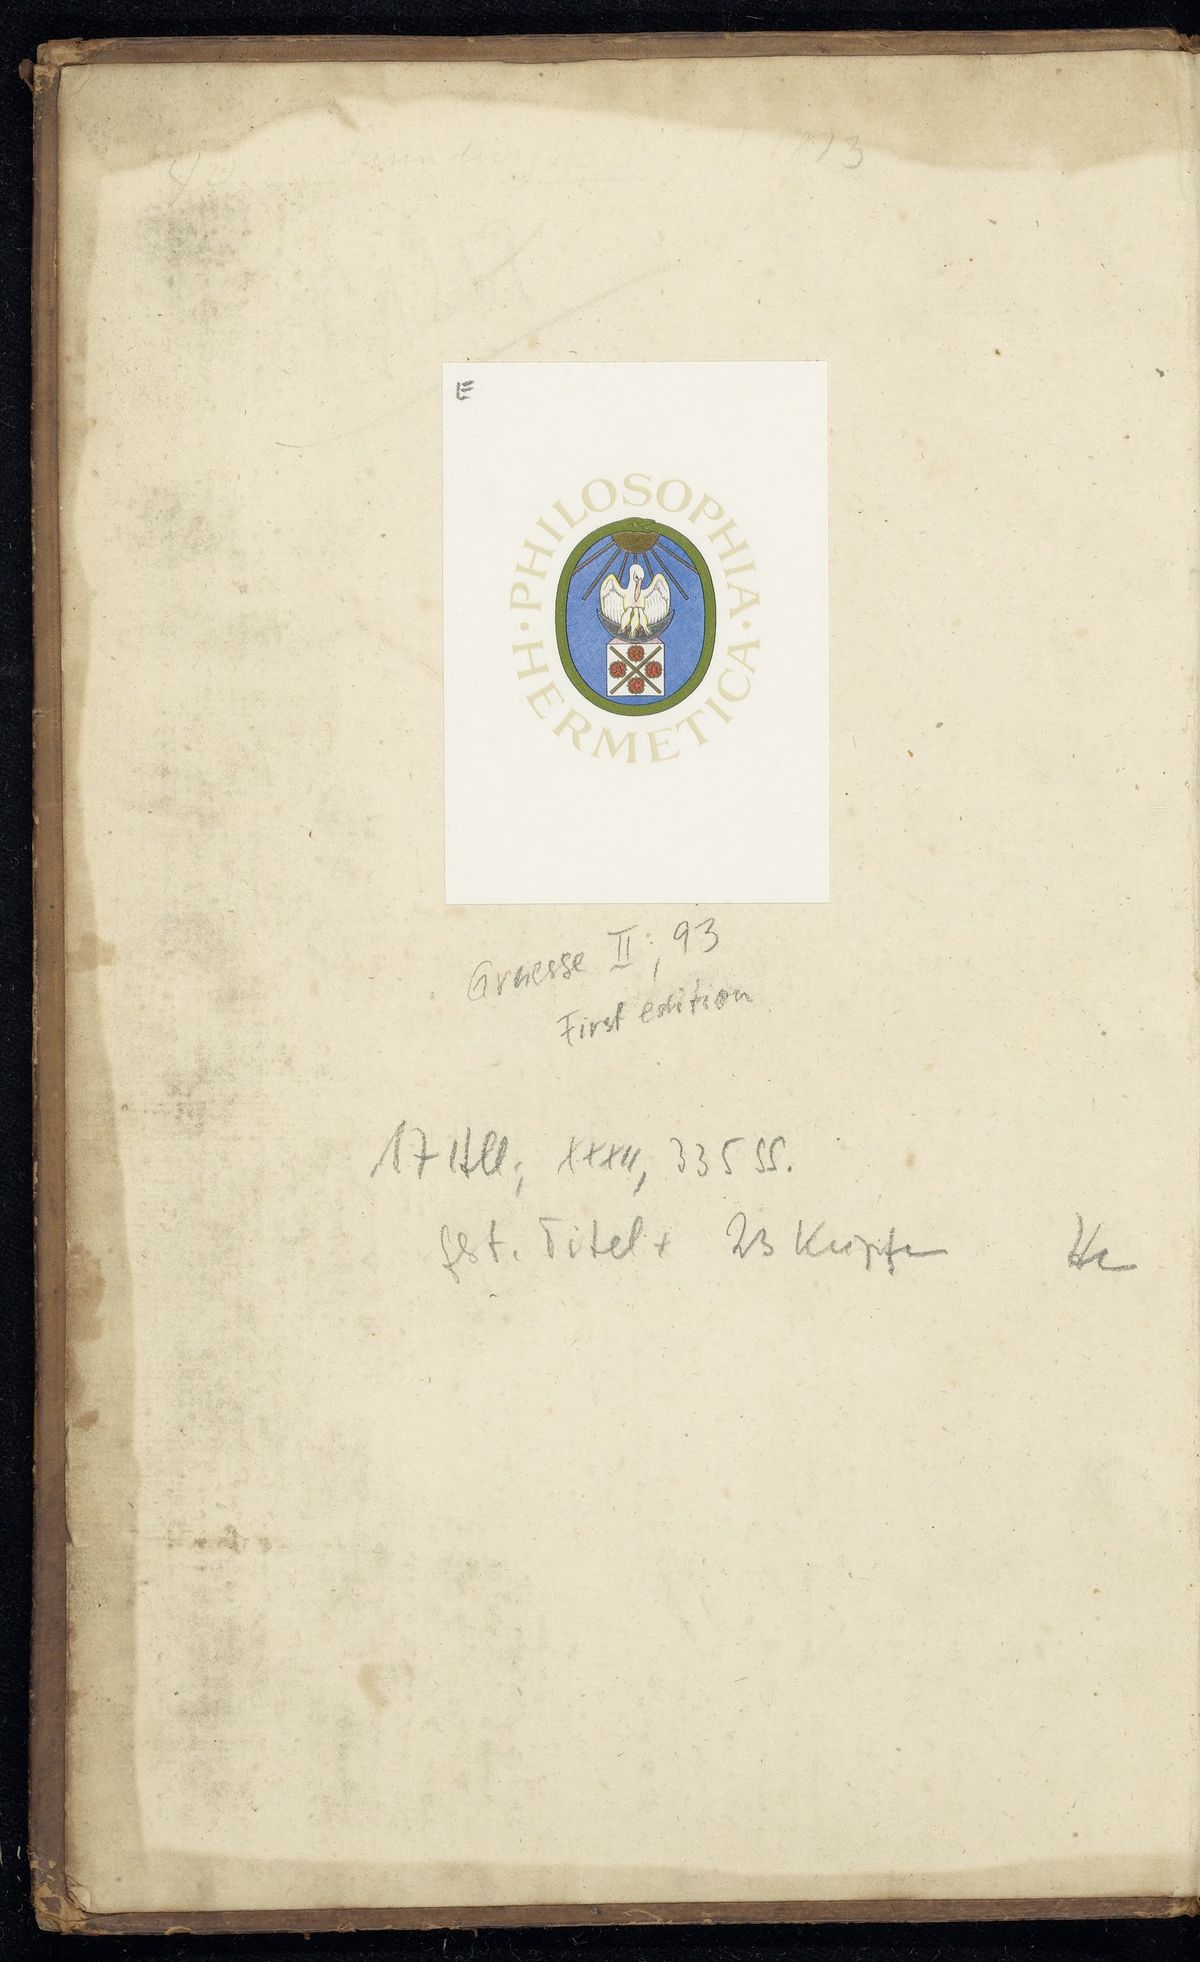 E
PHILOSOPHIA · HERMETICA ·
Graesse II; 93
First edition
17 Bll; XXXII, 335 SS.
gest. Titel + 23 Kupfer